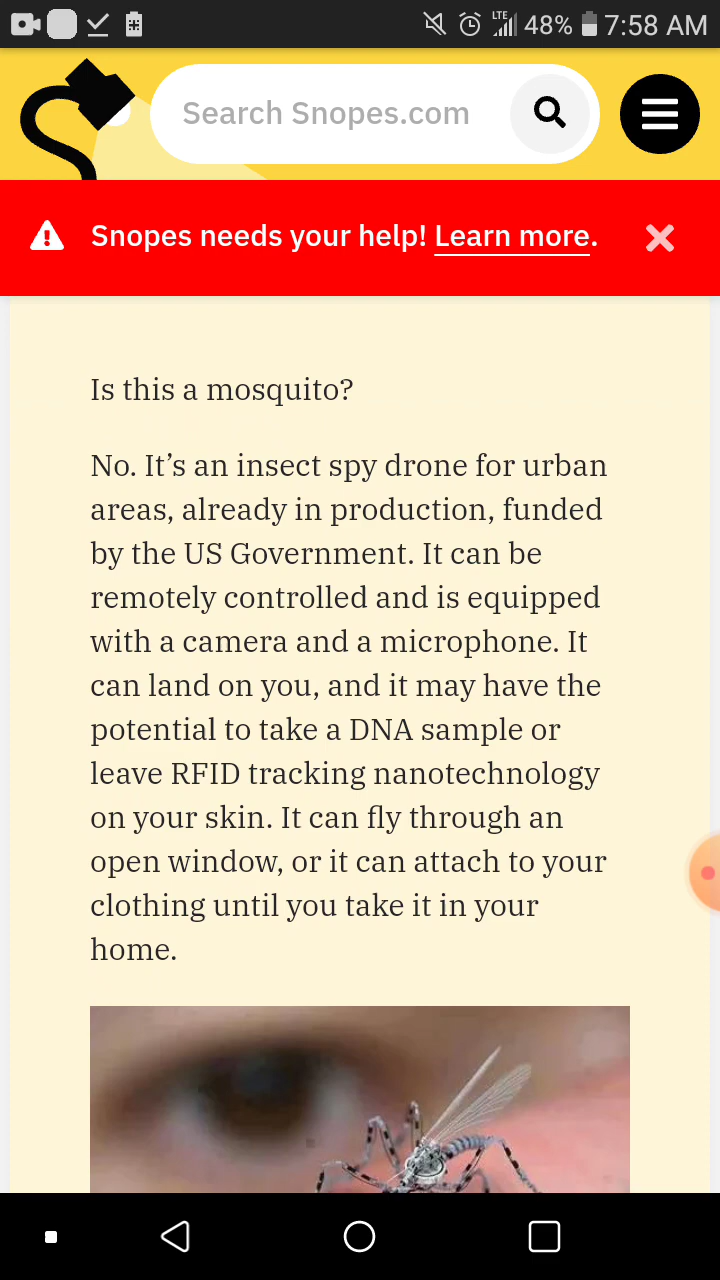 LTE 48% 7:58 AM
Search Snopes.com
Snopes needs your help! Learn more.
Is this a mosquito?
No. It’s an insect spy drone for urban
areas, already in production, funded
by the US Government. It can be
remotely controlled and is equipped
with a camera and a microphone. It
can land on you, and it may have the
potential to take a DNA sample or
leave RFID tracking nanotechnology
on your skin. It can fly through an
open window, or it can attach to your
clothing until you take it in your
home.